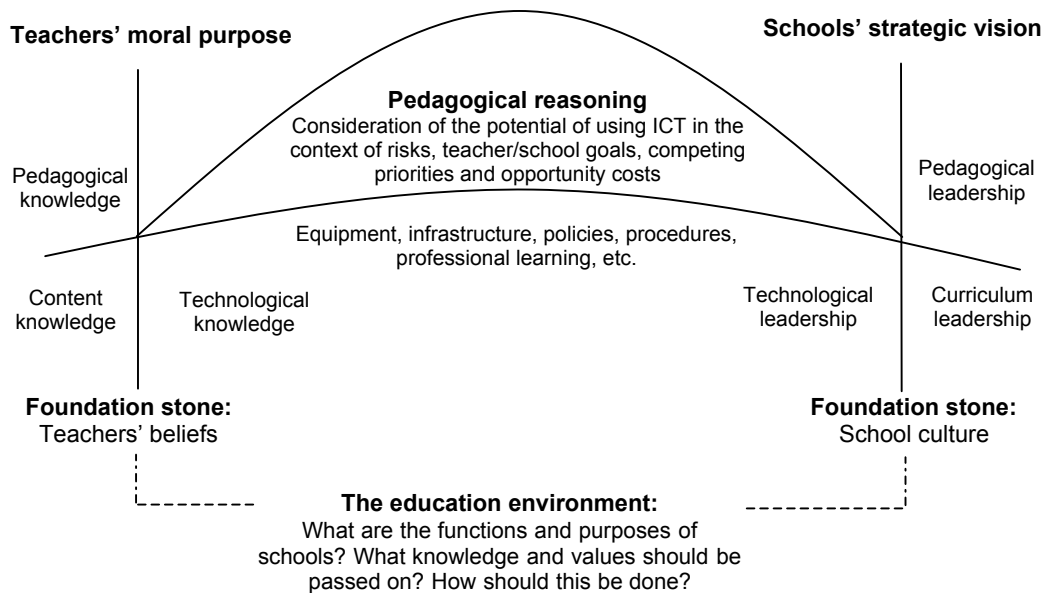 Teachers’ moral purpose
Schools’ strategic vision
Pedagogical reasoning
Consideration of the potential of using ICT in the
context of risks, teacher/school goals, competing
priorities and opportunity costs
Pedagogical
knowledge
Pedagogical
leadership
Equipment, infrastructure, policies, procedures,
professional learning, etc.
Content
knowledge
Technological
knowledge
Technological
leadership
Curriculum
leadership
Foundation stone:
Teachers’ beliefs
Foundation stone:
School culture
The education environment:
What are the functions and purposes of
schools? What knowledge and values should be
passed on? How should this be done?